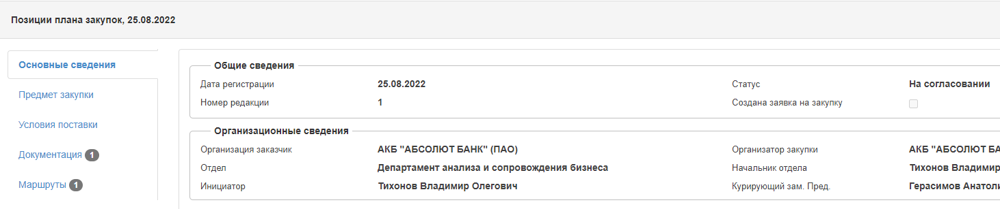 Позиции плана закупок, 25.08.2022
Основные сведения
Предмет закупки
Условия поставки
Документация 1
Маршруты 1
Общие сведения
Дата регистрации 25.08.2022 Статус На согласовании
Номер редакции 1 Создана заявка на закупку
Организационные сведения
Организация заказчик АКБ "АБСОЛЮТ БАНК" (ПАО) Организатор закупки АКБ "АБСОЛЮТ БА
Отдел Департамент анализа и сопровождения бизнеса Начальник отдела Тихонов Владимир
Инициатор Тихонов Владимир Олегович Курирующий зам. Пред. Герасимов Анатоли